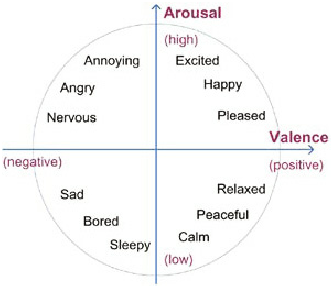 Arousal
(high)
Annoying
Excited
Angry
Happy
Nervous
Pleased
Valence
(negative)
(positive)
Sad
Relaxed
Bored
Peaceful
Sleepy
Calm
(low)